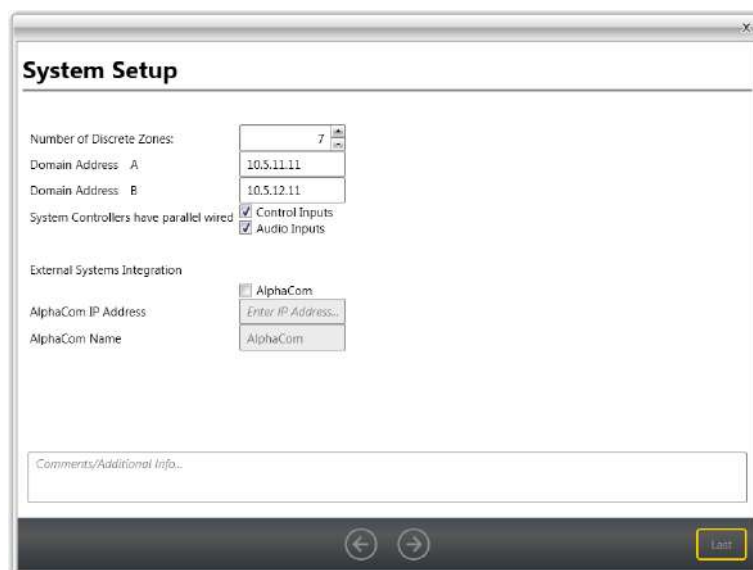 X
System Setup
Number of Discrete Zones: 7
Domain Address A 10.5.11.11
Domain Address B 10.5.12.11
System Controllers have parallel wired Control Inputs
Audio Inputs
External Systems Integration
AlphaCom
AlphaCom IP Address Enter IP Address...
AlphaCom Name AlphaCom
Comments/Additional Info...
Last